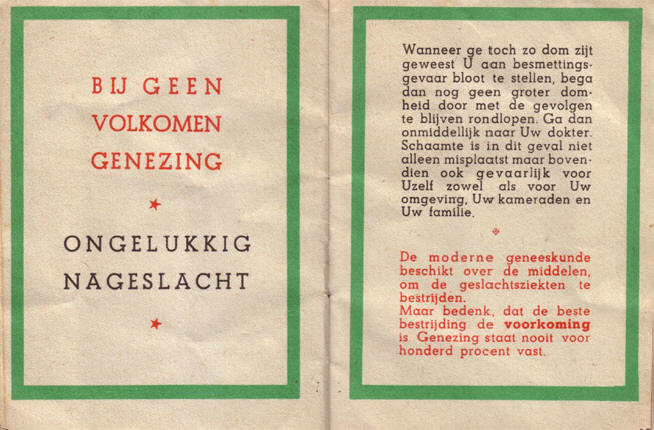 BIJ GEEN
VOLKOMEN
GENEZING
ONGELUKKIG
NAGESLACHT
Wanneer ge toch zo dom zijt
geweest U aan besmettings-
gevaar bloot te stellen, bega
dan nog geen groter dom-
heid door met de gevolgen
te blijven rondlopen. Ga dan
onmiddellijk naar Uw dokter.
Schaamte is in dit geval niet
alleen misplaatst maar boven-
dien ook gevaarlijk voor
Uzelf zowel als voor Uw
omgeving, Uw kameraden en
Uw familie.
De moderne geneeskunde
beschikt over de middelen,
om de geslachtsziekten te
bestrijden.
Maar bedenk, dat de beste
bestrijding de voorkoming
is Genezing staat nooit voor
honderd procent vast.